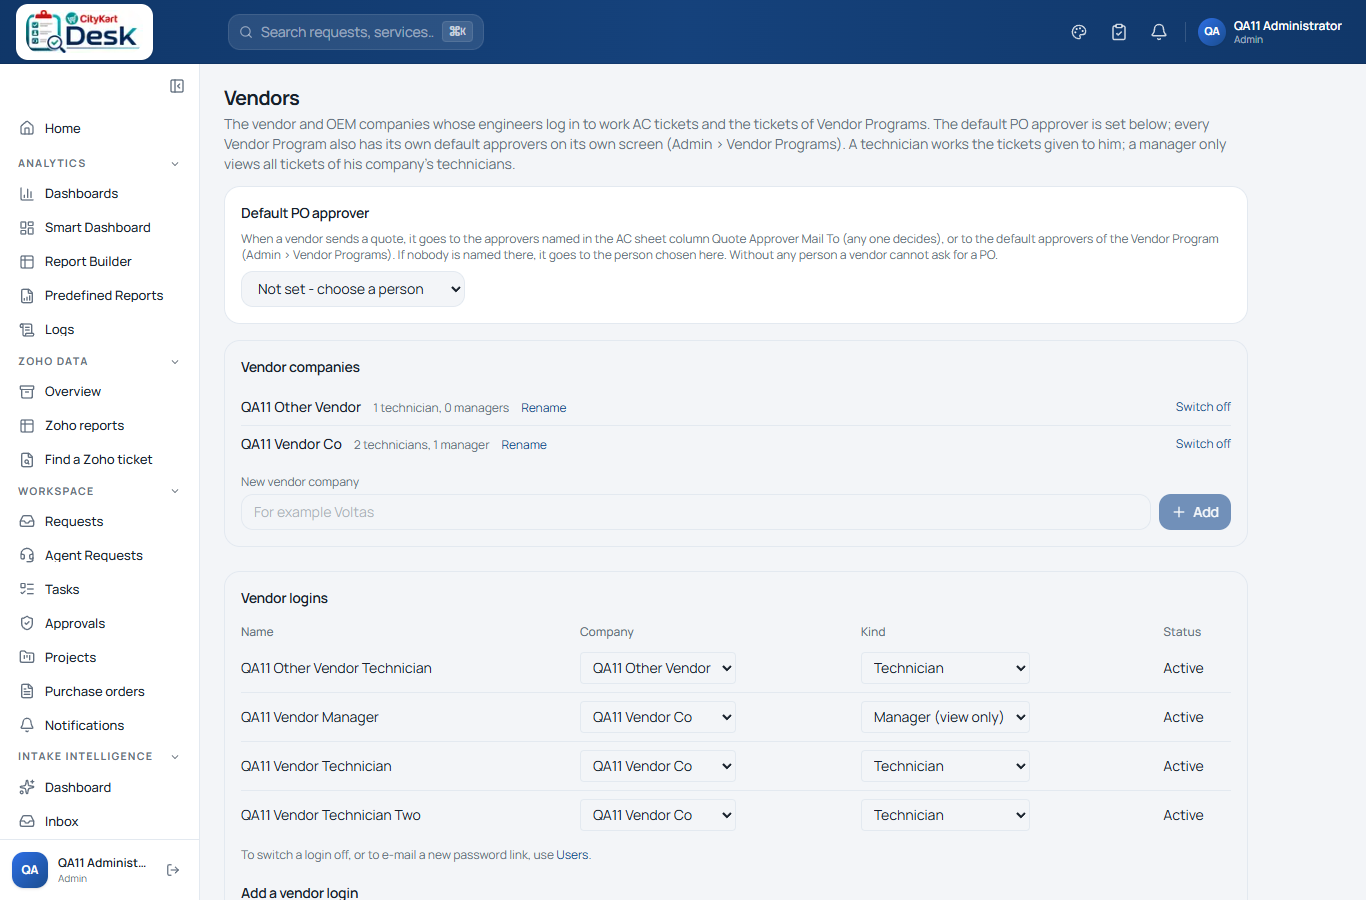 CityKart
Desk
Search requests, services..
⌘K
QA
QA11 Administrator
Admin
Home
ANALYTICS
Dashboards
Smart Dashboard
Report Builder
Predefined Reports
Logs
ZOHO DATA
Overview
Zoho reports
Find a Zoho ticket
WORKSPACE
Requests
Agent Requests
Tasks
Approvals
Projects
Purchase orders
Notifications
INTAKE INTELLIGENCE
Dashboard
Inbox
QA
QA11 Administ...
Admin
Vendors
The vendor and OEM companies whose engineers log in to work AC tickets and the tickets of Vendor Programs. The default PO approver is set below; every
Vendor Program also has its own default approvers on its own screen (Admin > Vendor Programs). A technician works the tickets given to him; a manager only
views all tickets of his company's technicians.
Default PO approver
When a vendor sends a quote, it goes to the approvers named in the AC sheet column Quote Approver Mail To (any one decides), or to the default approvers of the Vendor Program
(Admin > Vendor Programs). If nobody is named there, it goes to the person chosen here. Without any person a vendor cannot ask for a PO.
Not set - choose a person
Vendor companies
QA11 Other Vendor 1 technician, 0 managers Rename Switch off
QA11 Vendor Co 2 technicians, 1 manager Rename Switch off
New vendor company
For example Voltas
+ Add
Vendor logins
Name Company Kind Status
QA11 Other Vendor Technician QA11 Other Vendor Technician Active
QA11 Vendor Manager QA11 Vendor Co Manager (view only) Active
QA11 Vendor Technician QA11 Vendor Co Technician Active
QA11 Vendor Technician Two QA11 Vendor Co Technician Active
To switch a login off, or to e-mail a new password link, use Users.
Add a vendor login